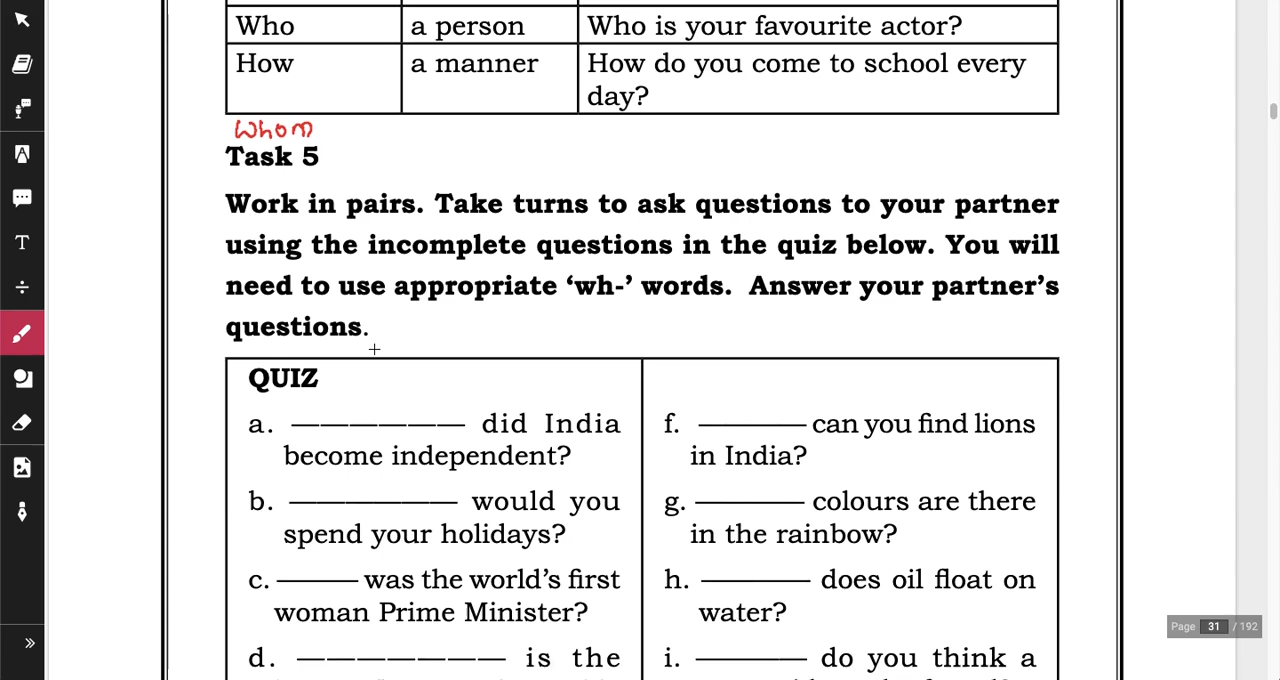 Who a person Who is your favourite actor?
How a manner How do you come to school every
day?
Whom
Task 5
Work in pairs. Take turns to ask questions to your partner
using the incomplete questions in the quiz below. You will
need to use appropriate ‘wh-’ words. Answer your partner’s
questions.
QUIZ
a. —————— did India
become independent?
b. —————— would you
spend your holidays?
c. ——— was the world’s first
woman Prime Minister?
d. ——————— is the
f. ———— can you find lions
in India?
g. ———— colours are there
in the rainbow?
h. ———— does oil float on
water?
i. ———— do you think a
Page 31 / 192